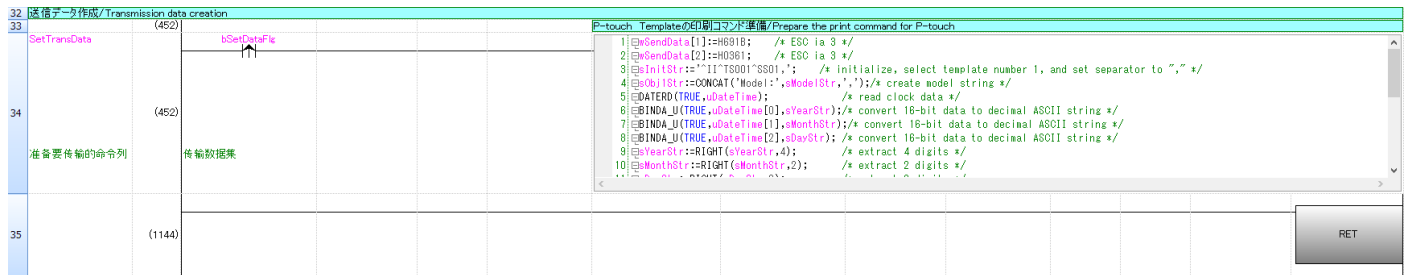 32 送信データ作成/Transmission data creation
33 (452) P-touch Templateの印刷コマンド準備/Prepare the print command for P-touch
SetTransData bSetDataFlg
1 wSendData[1]:=H691B; /* ESC ia 3 */
2 wSendData[2]:=H0361; /* ESC ia 3 */
3 sInitStr:='^II^TS001^SS01,'; /* initialize, select template number 1, and set separator to "," */
4 sObj1Str:=CONCAT('Model:',sModelStr,',');/* create model string */
5 DATERD(TRUE,uDateTime); /* read clock data */
34 (452)
6 BINDA_U(TRUE,uDateTime[0],sYearStr);/* convert 16-bit data to decimal ASCII string */
7 BINDA_U(TRUE,uDateTime[1],sMonthStr);/* convert 16-bit data to decimal ASCII string */
8 BINDA_U(TRUE,uDateTime[2],sDayStr); /* convert 16-bit data to decimal ASCII string */
准备要传输的命令列 传输数据集
9 sYearStr:=RIGHT(sYearStr,4); /* extract 4 digits */
10 sMonthStr:=RIGHT(sMonthStr,2); /* extract 2 digits */
35 (1144) RET